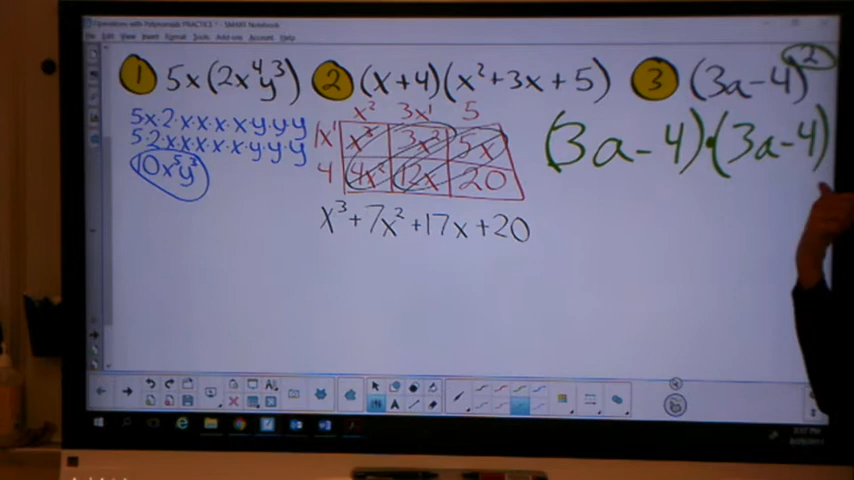 Operations with Polynomials PRACTICE * - SMART Notebook
File Edit View Insert Format Tools Add-ons Account Help
1 5x(2x⁴y³)
5x·2·x·x·x·x·y·y·y
5·2·x·x·x·x·x·y·y·y
10x⁵y³
2 (x+4)(x²+3x+5)
x² 3x¹ 5
1x¹ x³ 3x² 5x
4 4x² 12x 20
x³+7x²+17x+20
3 (3a-4)²
(3a-4)·(3a-4)